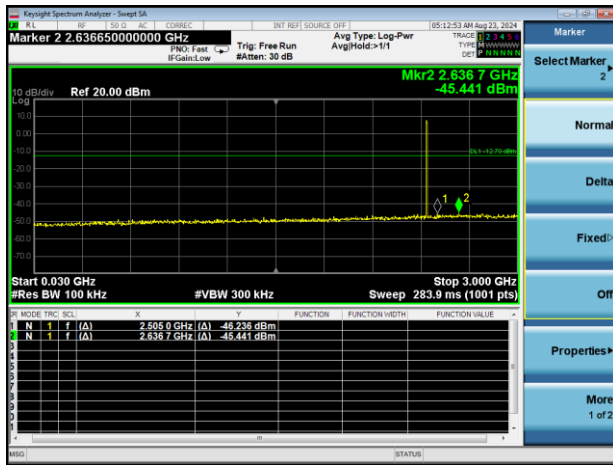 Keysight Spectrum Analyzer - Swept SA
RL RF 50 Ω AC CORREC INT REF SOURCE OFF 05:12:53 AM Aug 23, 2024
Marker 2 2.636650000000 GHz
PNO: Fast
IFGain:Low
Trig: Free Run
#Atten: 30 dB
Avg Type: Log-Pwr
Avg|Hold:>1/1
TRACE 1 2 3 4 5 6
TYPE M W W W W W
DET P N N N N N
Mkr2 2.636 7 GHz
-45.441 dBm
10 dB/div Ref 20.00 dBm
Log
10.0
0.00
-10.0
DL1 -12.70 dBm
-20.0
-30.0
-40.0
1 2
-50.0
-60.0
-70.0
Start 0.030 GHz Stop 3.000 GHz
#Res BW 100 kHz #VBW 300 kHz Sweep 283.9 ms (1001 pts)
MODE TRC SCL X Y FUNCTION FUNCTION WIDTH FUNCTION VALUE
1 N 1 f (Δ) 2.505 0 GHz (Δ) -46.236 dBm
2 N 1 f (Δ) 2.636 7 GHz (Δ) -45.441 dBm
3
4
5
6
7
8
9
MSG STATUS
Marker
Select Marker
2
Normal
Delta
Fixed
Off
Properties
More
1 of 2